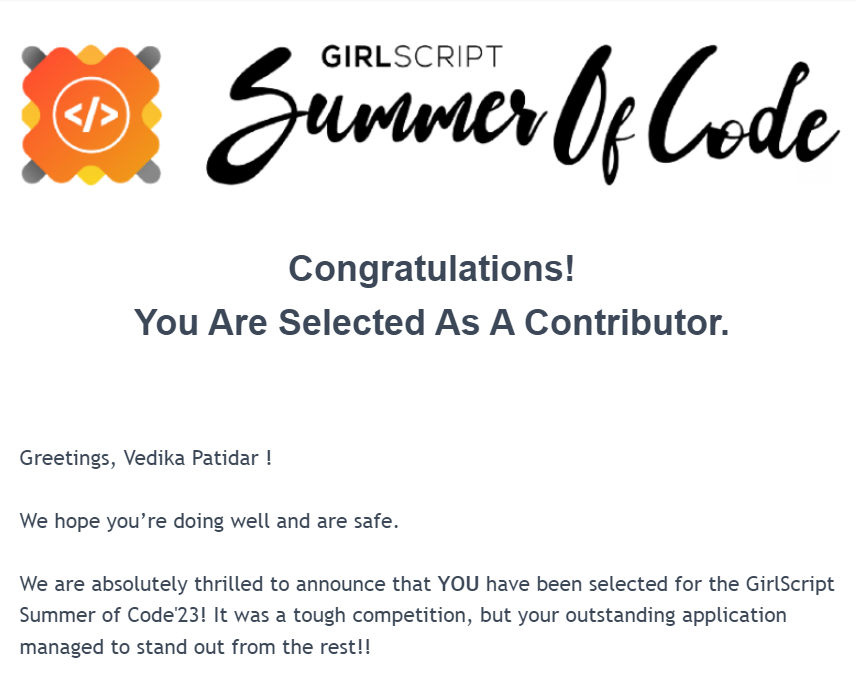 </>
GIRLSCRIPT
Summer Of Code
Congratulations!
You Are Selected As A Contributor.
Greetings, Vedika Patidar !
We hope you’re doing well and are safe.
We are absolutely thrilled to announce that YOU have been selected for the GirlScript
Summer of Code'23! It was a tough competition, but your outstanding application
managed to stand out from the rest!!